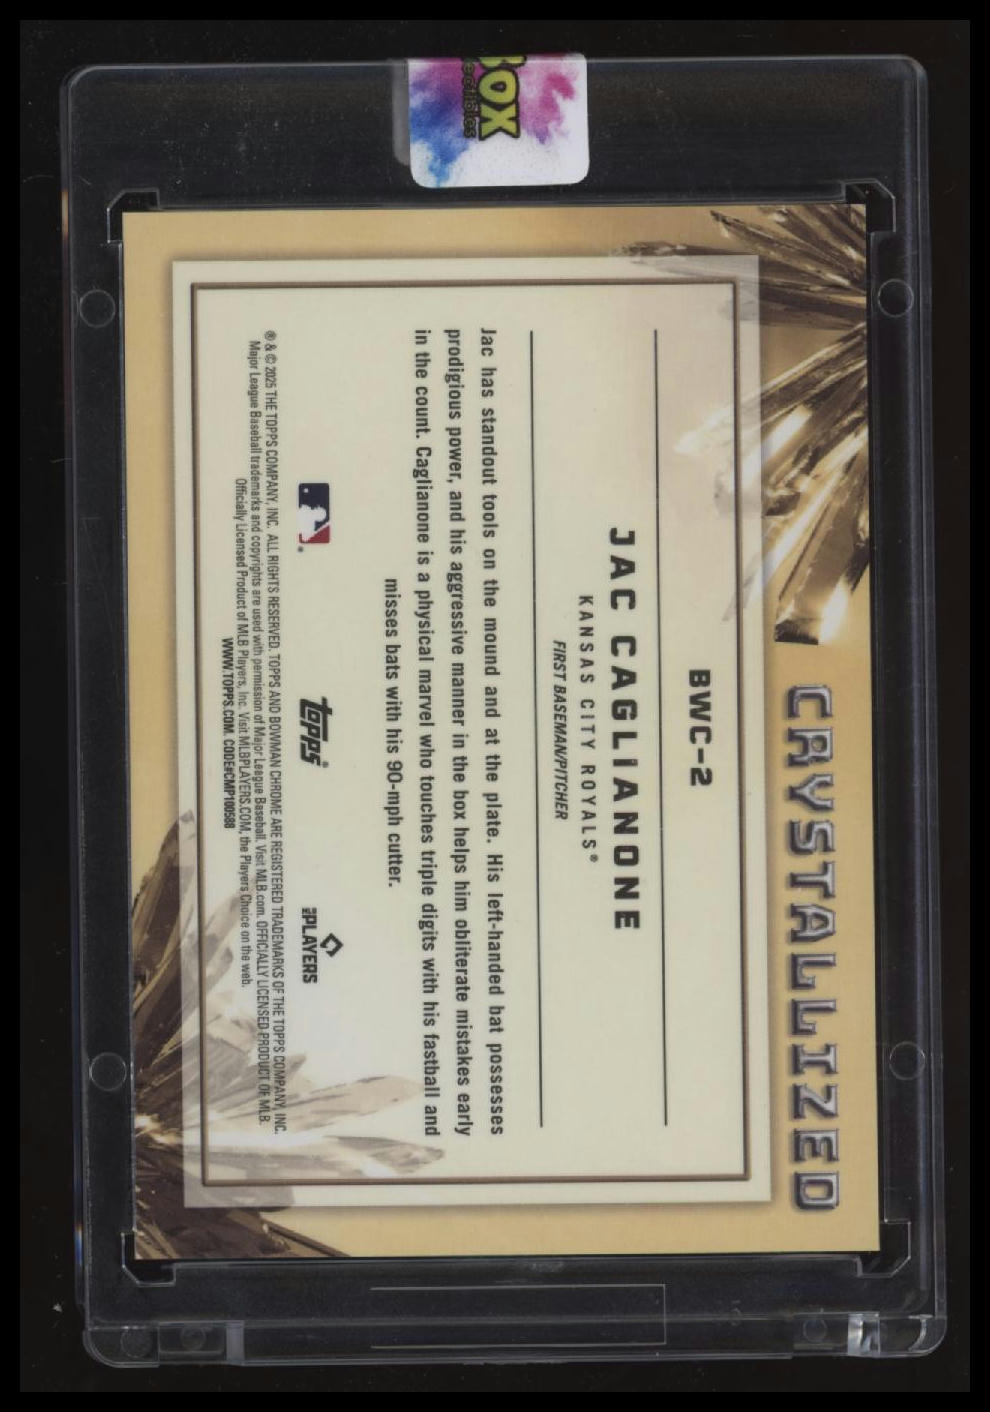 BOX
CRYSTALLIZED
BWC-2
JAC CAGLIANONE
KANSAS CITY ROYALS®
FIRST BASEMAN/PITCHER
Jac has standout tools on the mound and at the plate. His left-handed bat possesses
prodigious power, and his aggressive manner in the box helps him obliterate mistakes early
in the count. Caglianone is a physical marvel who touches triple digits with his fastball and
misses bats with his 90-mph cutter.
topps®
MLB PLAYERS
® & © 2025 THE TOPPS COMPANY, INC. ALL RIGHTS RESERVED. TOPPS AND BOWMAN CHROME ARE REGISTERED TRADEMARKS OF THE TOPPS COMPANY, INC.
Major League Baseball trademarks and copyrights are used with permission of Major League Baseball. Visit MLB.com. OFFICIALLY LICENSED PRODUCT OF MLB.
Officially Licensed Product of MLB Players, Inc. Visit MLBPLAYERS.COM, the Players Choice on the web.
WWW.TOPPS.COM. CODE#CMP100588